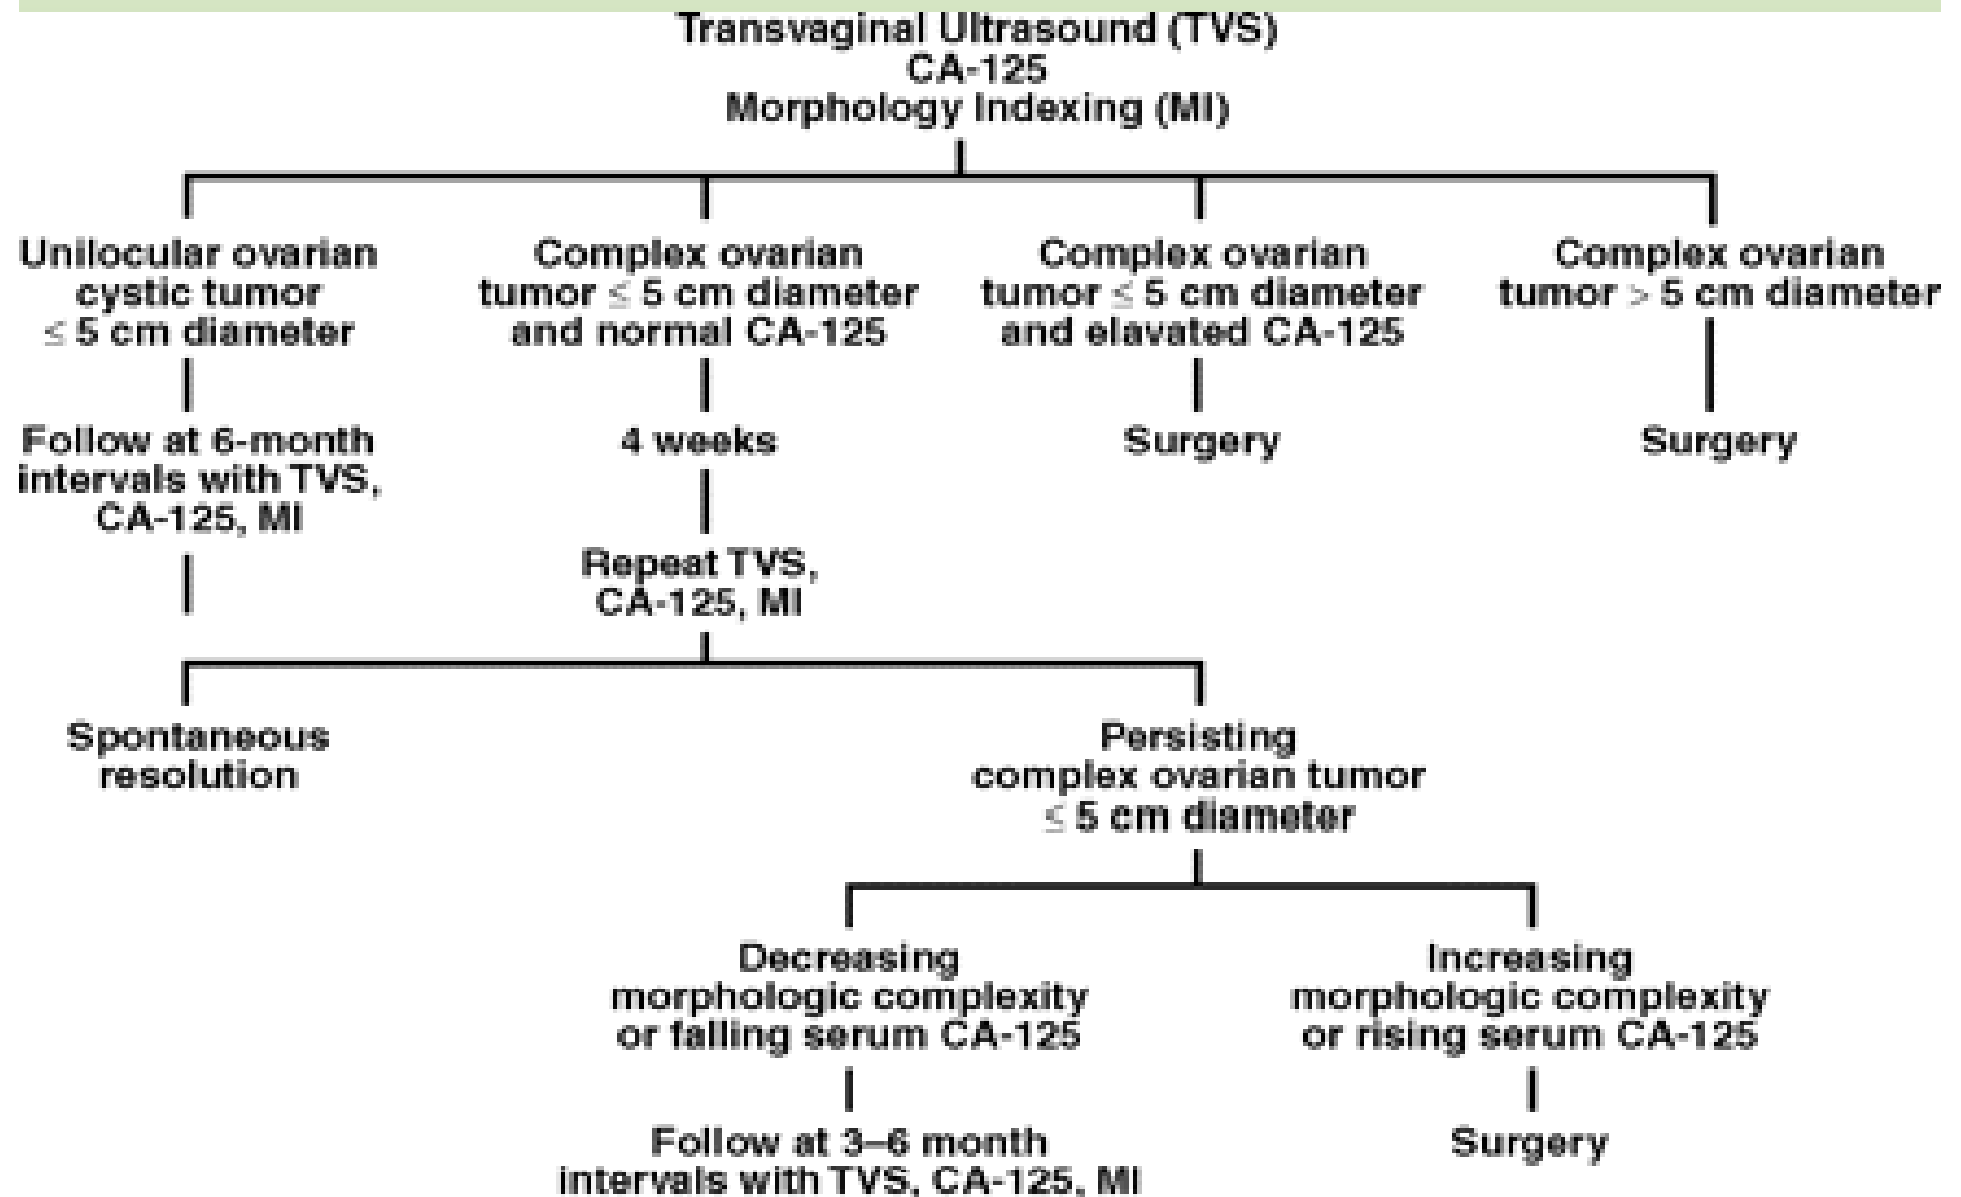 Transvaginal Ultrasound (TVS)
CA-125
Morphology Indexing (MI)
Unilocular ovarian
cystic tumor
≤ 5 cm diameter
Complex ovarian
tumor ≤ 5 cm diameter
and normal CA-125
Complex ovarian
tumor ≤ 5 cm diameter
and elavated CA-125
Complex ovarian
tumor > 5 cm diameter
Follow at 6-month
intervals with TVS,
CA-125, MI
4 weeks
Surgery
Surgery
Repeat TVS,
CA-125, MI
Spontaneous
resolution
Persisting
complex ovarian tumor
≤ 5 cm diameter
Decreasing
morphologic complexity
or falling serum CA-125
Increasing
morphologic complexity
or rising serum CA-125
Follow at 3–6 month
intervals with TVS, CA-125, MI
Surgery